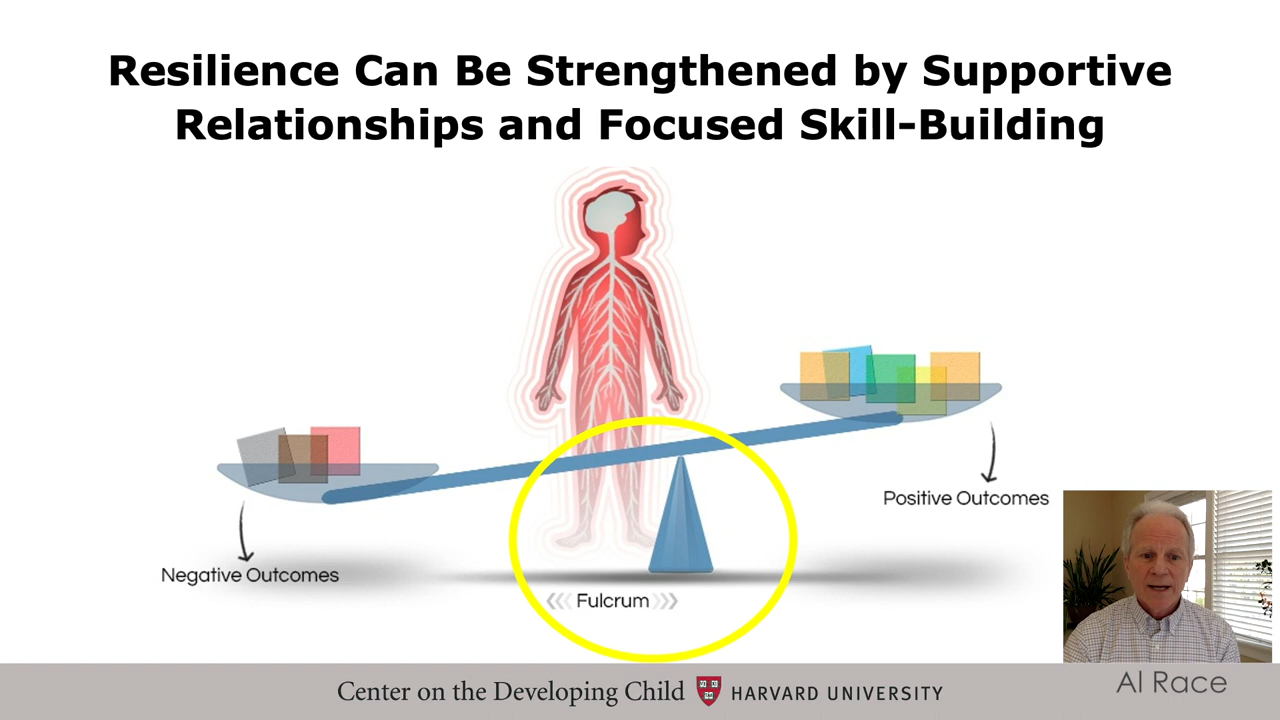 Resilience Can Be Strengthened by Supportive
Relationships and Focused Skill-Building
Positive Outcomes
Negative Outcomes
Fulcrum
Center on the Developing Child HARVARD UNIVERSITY
Al Race